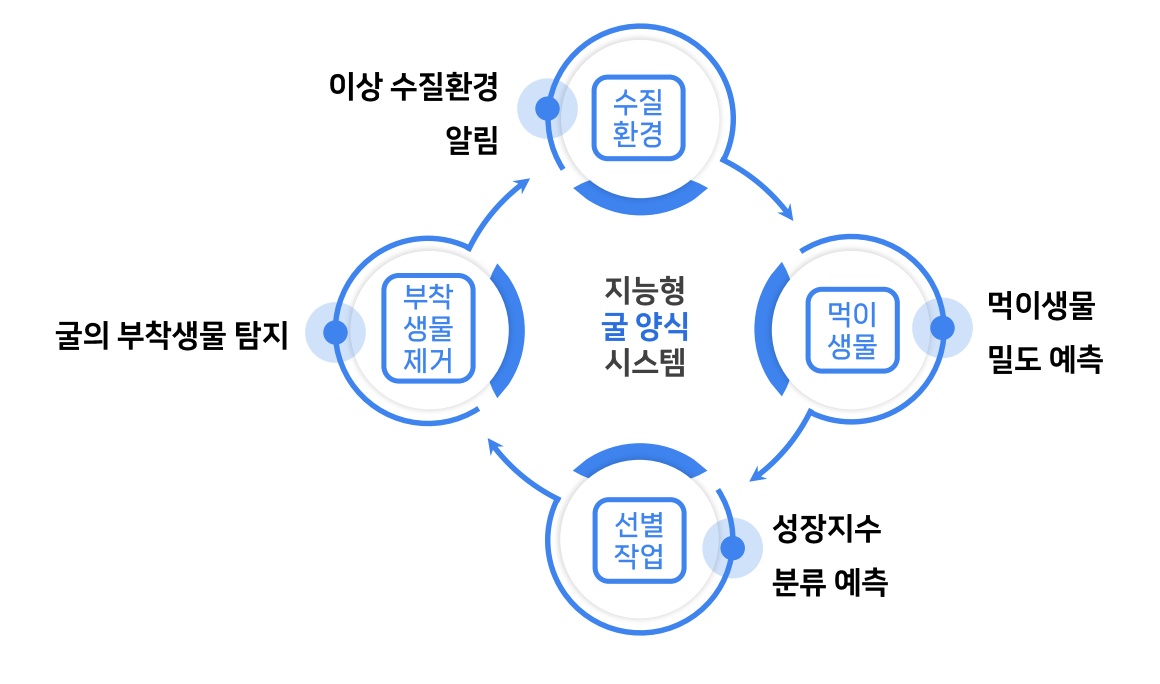 이상 수질환경
알림
수질
환경
지능형
굴 양식
시스템
먹이
생물
먹이생물
밀도 예측
선별
작업
성장지수
분류 예측
부착
생물
제거
굴의 부착생물 탐지